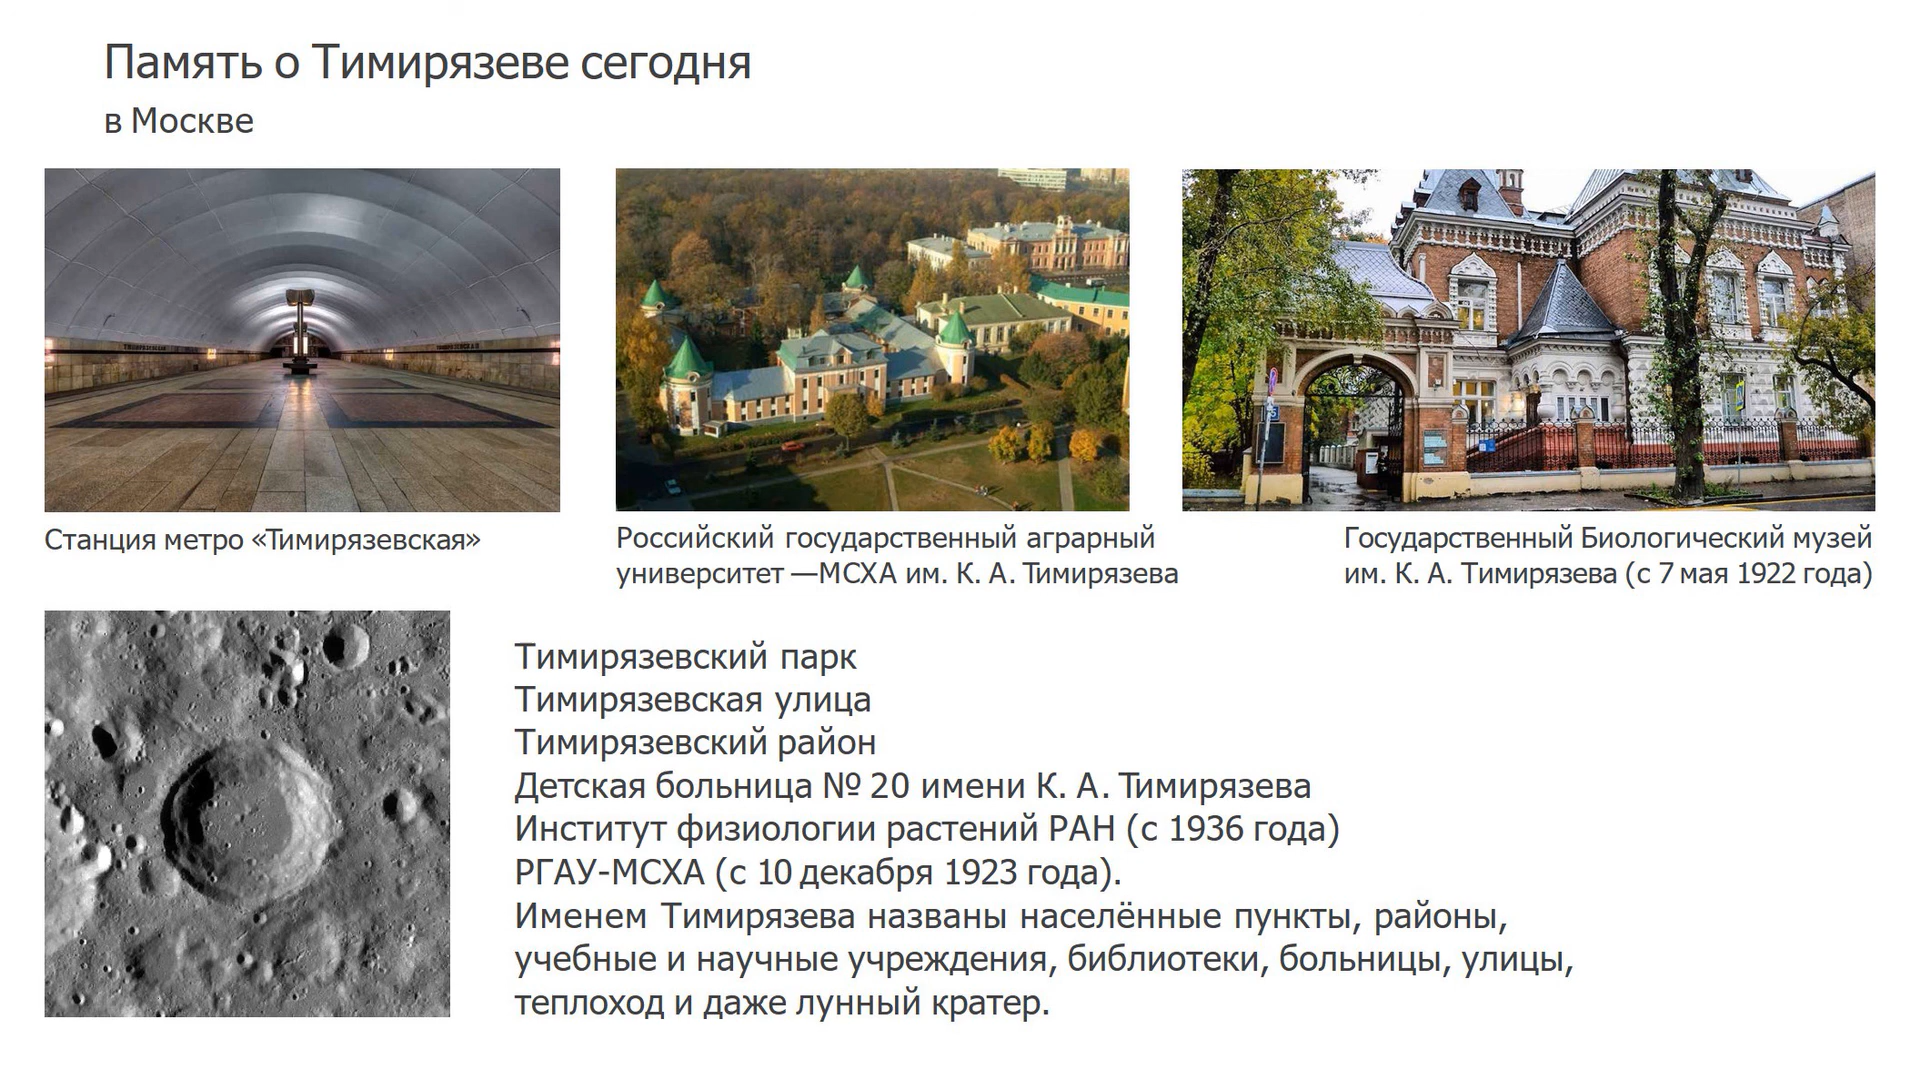 Память о Тимирязеве сегодня
в Москве
Станция метро «Тимирязевская»
Российский государственный аграрный
университет —МСХА им. К. А. Тимирязева
Государственный Биологический музей
им. К. А. Тимирязева (с 7 мая 1922 года)
Тимирязевский парк
Тимирязевская улица
Тимирязевский район
Детская больница № 20 имени К. А. Тимирязева
Институт физиологии растений РАН (с 1936 года)
РГАУ-МСХА (с 10 декабря 1923 года).
Именем Тимирязева названы населённые пункты, районы,
учебные и научные учреждения, библиотеки, больницы, улицы,
теплоход и даже лунный кратер.